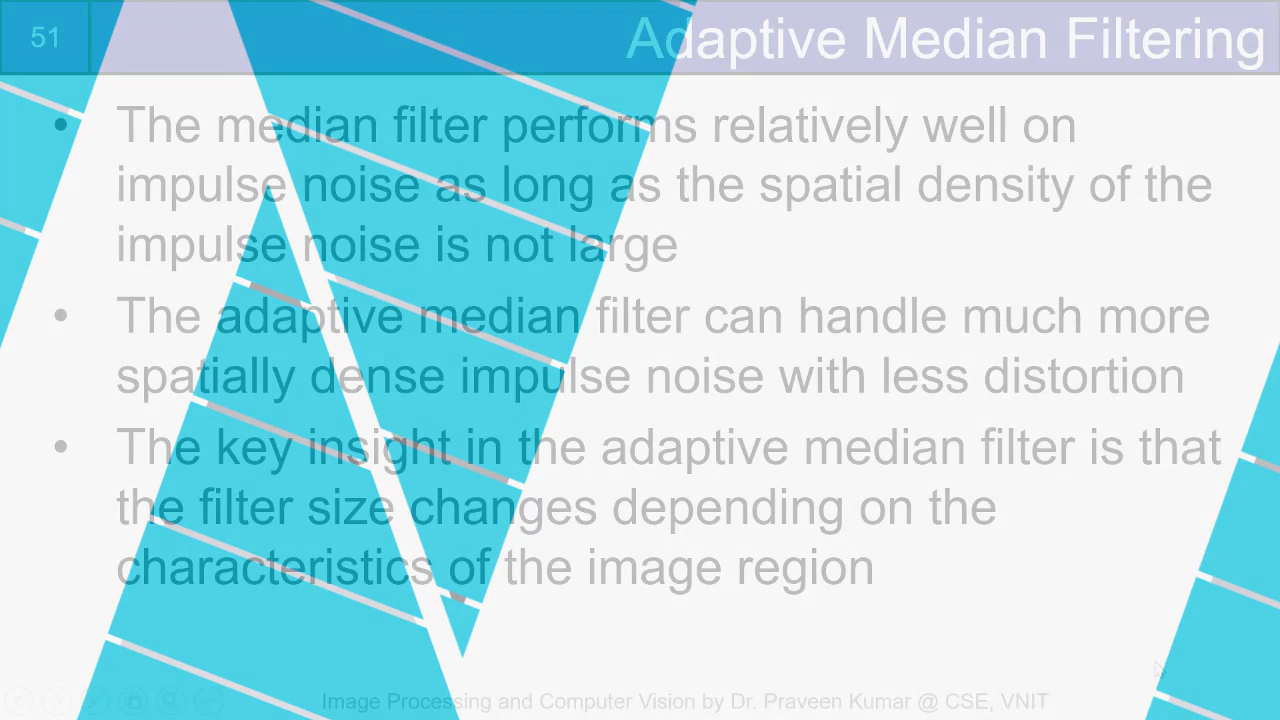 51
Adaptive Median Filtering
• The median filter performs relatively well on
impulse noise as long as the spatial density of the
impulse noise is not large
• The adaptive median filter can handle much more
spatially dense impulse noise with less distortion
• The key insight in the adaptive median filter is that
the filter size changes depending on the
characteristics of the image region
Image Processing and Computer Vision by Dr. Praveen Kumar @ CSE, VNIT